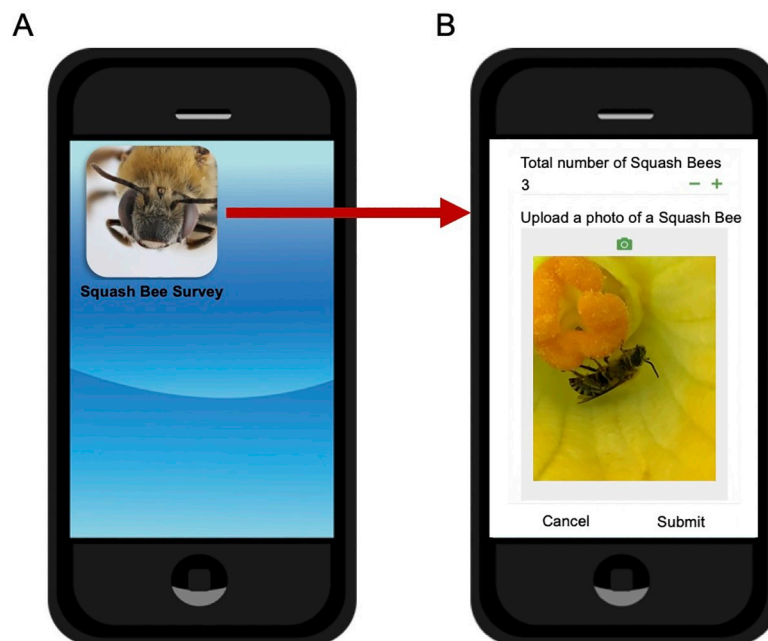 A
B
Squash Bee Survey
Total number of Squash Bees
3
Upload a photo of a Squash Bee
Cancel Submit